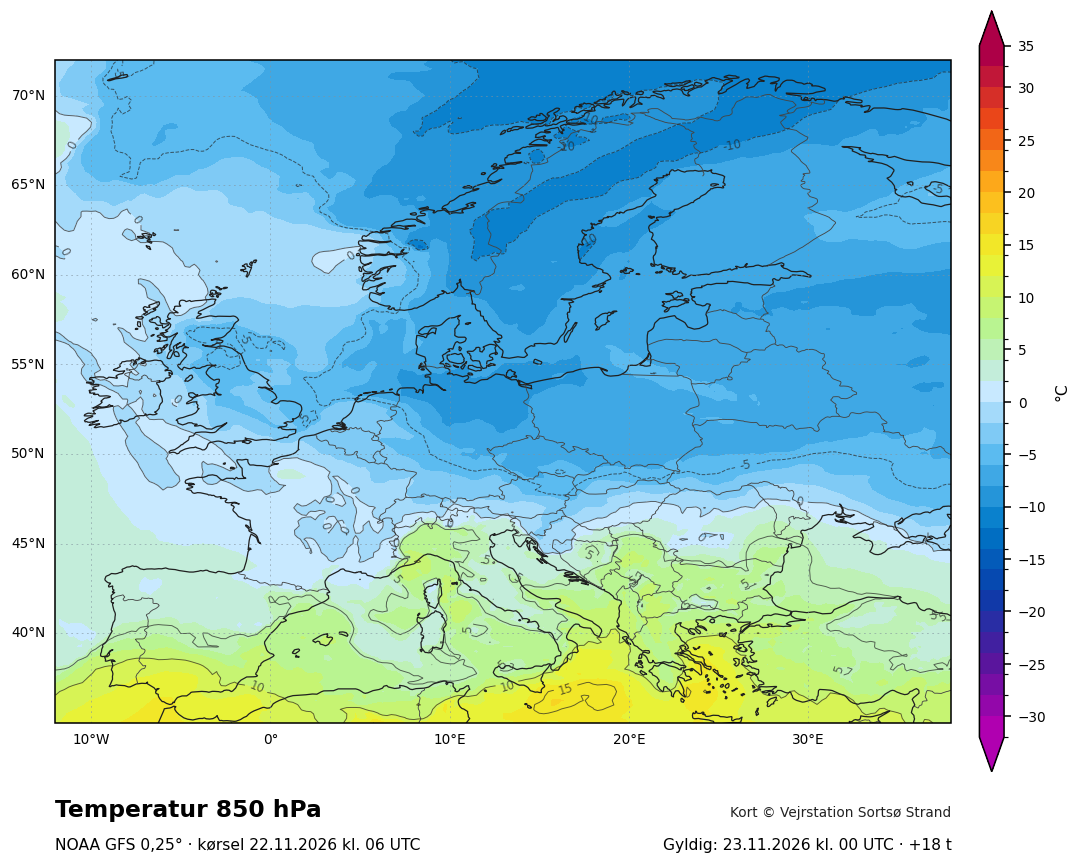 70°N
65°N
60°N
55°N
50°N
45°N
40°N
10°W 0° 10°E 20°E 30°E
35
30
25
20
15
10
5
0
−5
−10
−15
−20
−25
−30
°C
Temperatur 850 hPa
Kort © Vejrstation Sortsø Strand
NOAA GFS 0,25° · kørsel 22.11.2026 kl. 06 UTC
Gyldig: 23.11.2026 kl. 00 UTC · +18 t